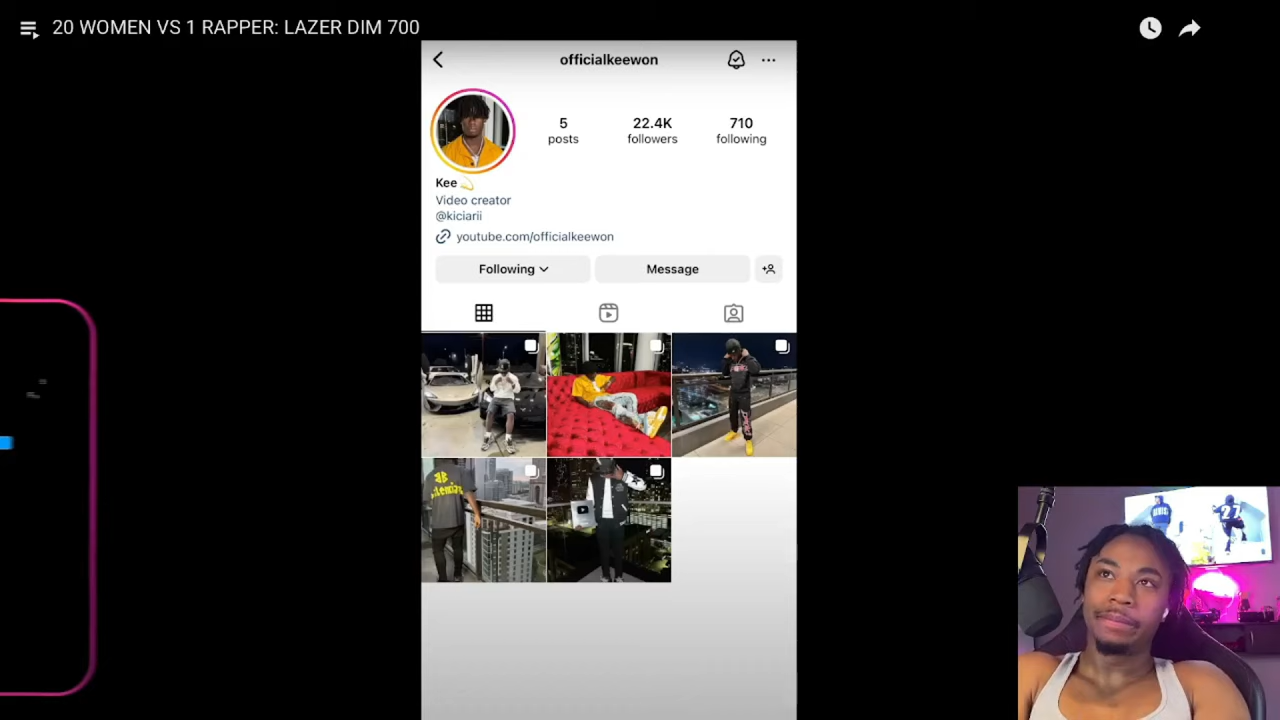 20 WOMEN VS 1 RAPPER: LAZER DIM 700
officialkeewon
5
posts
22.4K
followers
710
following
Kee
Video creator
@kiciarii
youtube.com/officialkeewon
Following
Message
27